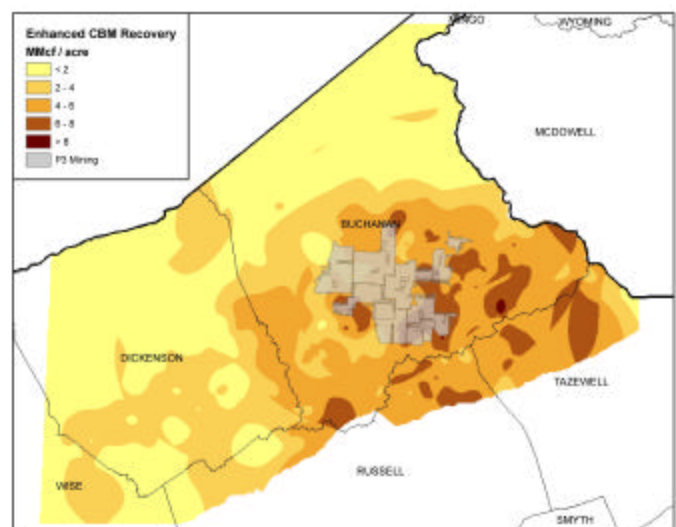 Enhanced CBM Recovery
MMcf / acre
< 2
2 - 4
4 - 6
6 - 8
> 8
P3 Mining
MINGO
WYOMING
MCDOWELL
BUCHANAN
DICKENSON
TAZEWELL
RUSSELL
WISE
SMYTH